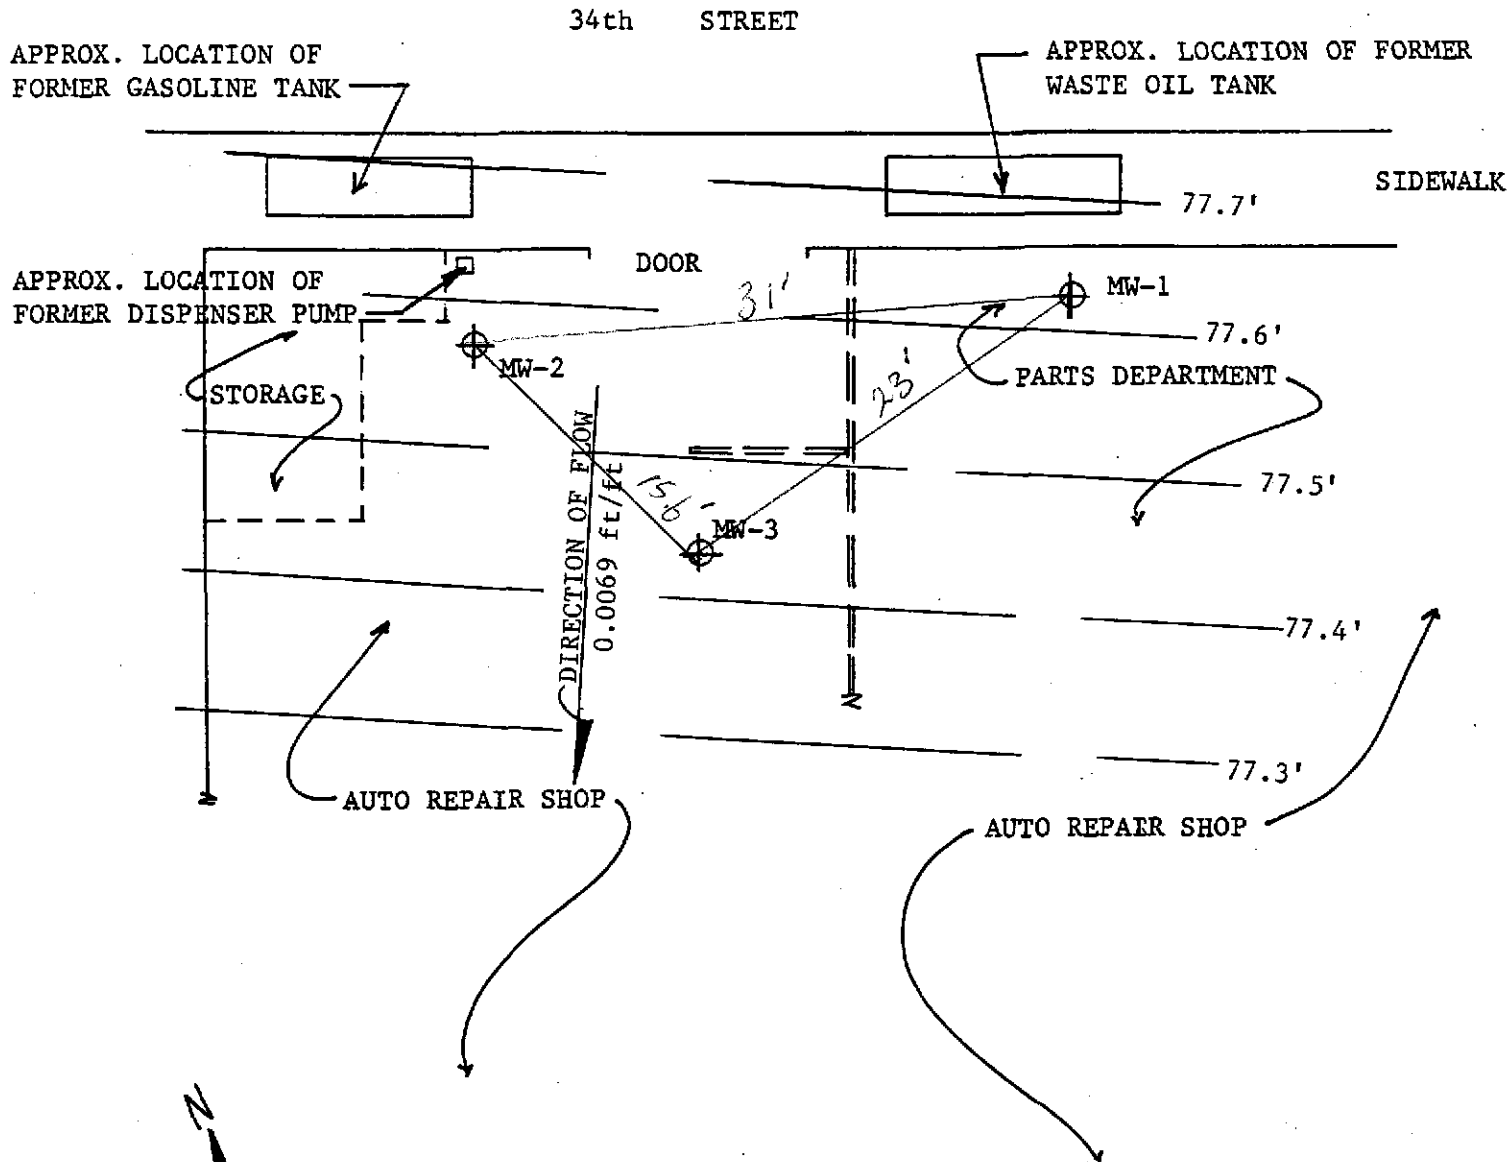 34th STREET
APPROX. LOCATION OF
FORMER GASOLINE TANK
APPROX. LOCATION OF FORMER
WASTE OIL TANK
SIDEWALK
77.7'
DOOR
APPROX. LOCATION OF
FORMER DISPENSER PUMP
31'
MW-1
77.6'
MW-2
STORAGE
23'
PARTS DEPARTMENT
77.5'
15.6'
MW-3
DIRECTION OF FLOW
0.0069 ft/ft
77.4'
77.3'
AUTO REPAIR SHOP
AUTO REPAIR SHOP
N